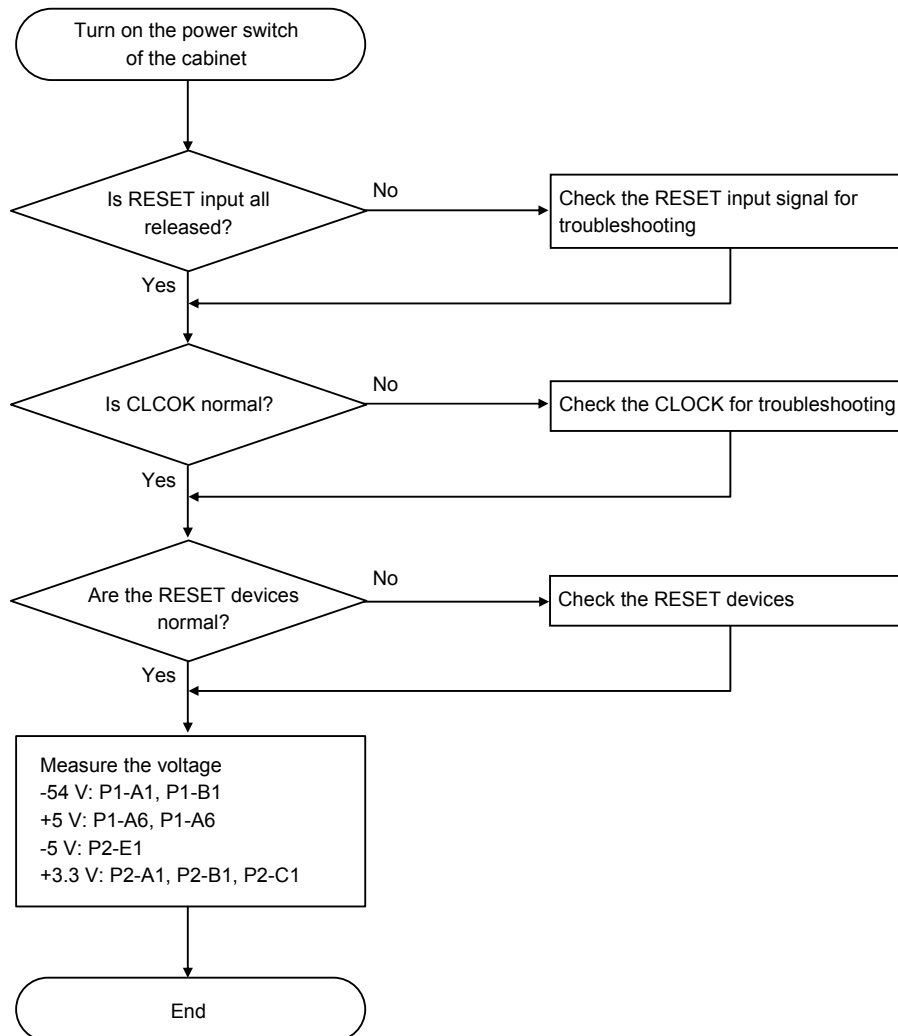 Turn on the power switch
of the cabinet
Is RESET input all
released?
No
Check the RESET input signal for
troubleshooting
Yes
Is CLCOK normal?
No
Check the CLOCK for troubleshooting
Yes
Are the RESET devices
normal?
No
Check the RESET devices
Yes
Measure the voltage
-54 V: P1-A1, P1-B1
+5 V: P1-A6, P1-A6
-5 V: P2-E1
+3.3 V: P2-A1, P2-B1, P2-C1
End